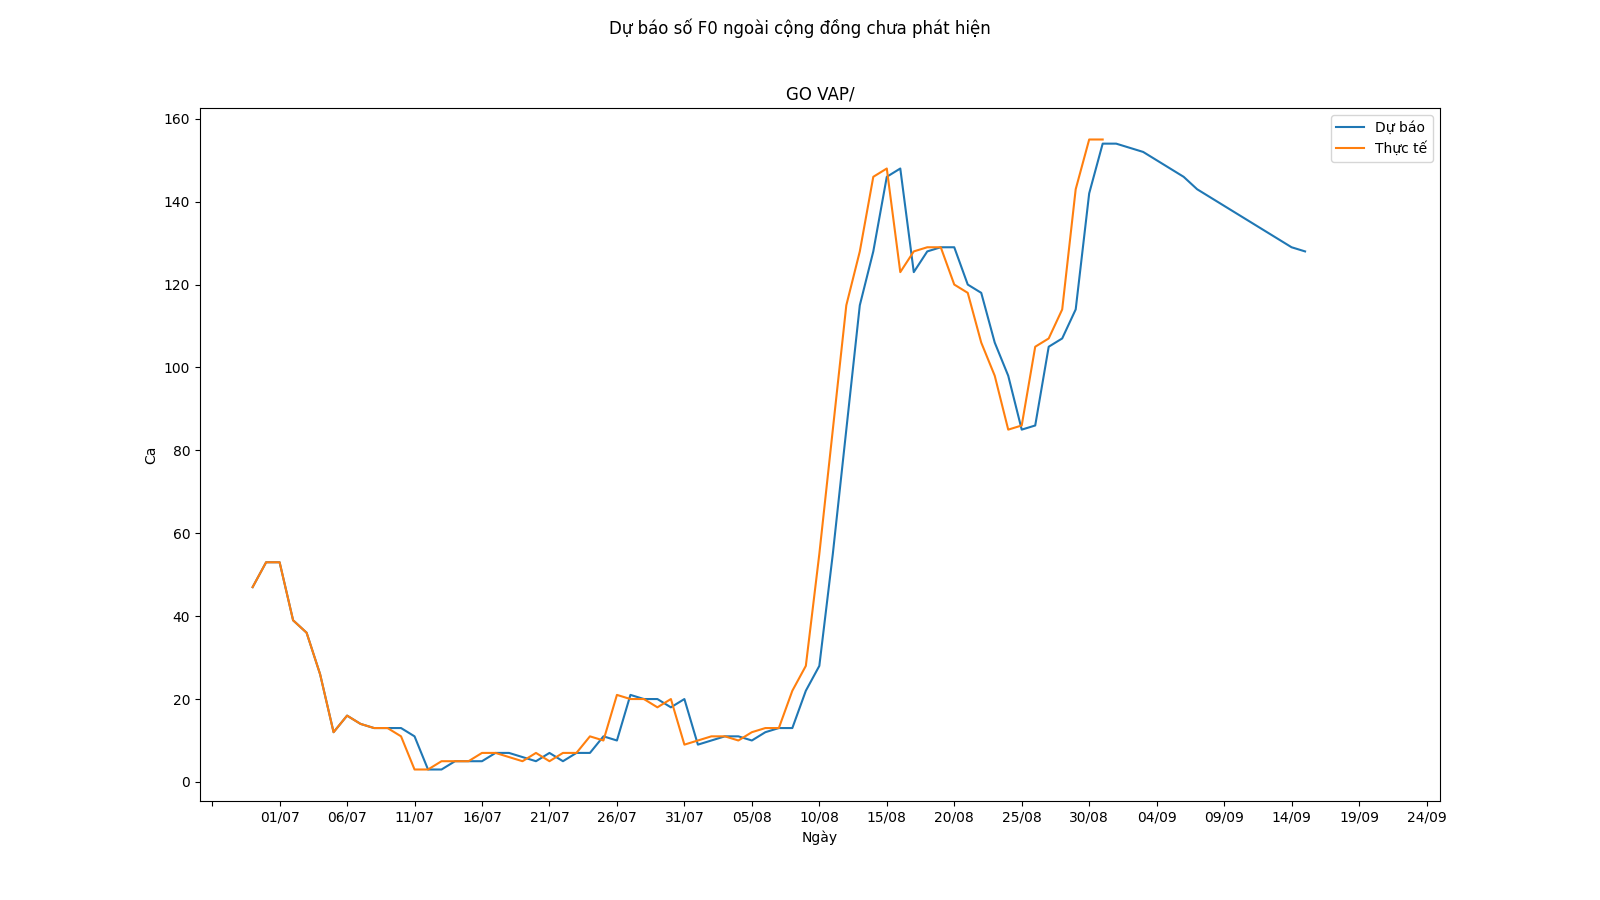 Dự báo số F0 ngoài cộng đồng chưa phát hiện
GO VAP/
Dự báo
Thực tế
160
140
120
100
80
60
40
20
0
Ca
01/07 06/07 11/07 16/07 21/07 26/07 31/07 05/08 10/08 15/08 20/08 25/08 30/08 04/09 09/09 14/09 19/09 24/09
Ngày